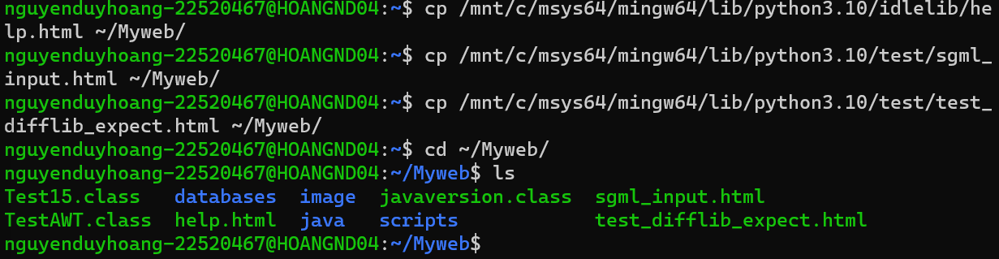 nguyenduyhoang-22520467@HOANGND04:~$ cp /mnt/c/msys64/mingw64/lib/python3.10/idlelib/he
lp.html ~/Myweb/
nguyenduyhoang-22520467@HOANGND04:~$ cp /mnt/c/msys64/mingw64/lib/python3.10/test/sgml_
input.html ~/Myweb/
nguyenduyhoang-22520467@HOANGND04:~$ cp /mnt/c/msys64/mingw64/lib/python3.10/test/test_
difflib_expect.html ~/Myweb/
nguyenduyhoang-22520467@HOANGND04:~$ cd ~/Myweb/
nguyenduyhoang-22520467@HOANGND04:~/Myweb$ ls
Test15.class   databases  image  javaversion.class  sgml_input.html
TestAWT.class  help.html  java   scripts            test_difflib_expect.html
nguyenduyhoang-22520467@HOANGND04:~/Myweb$